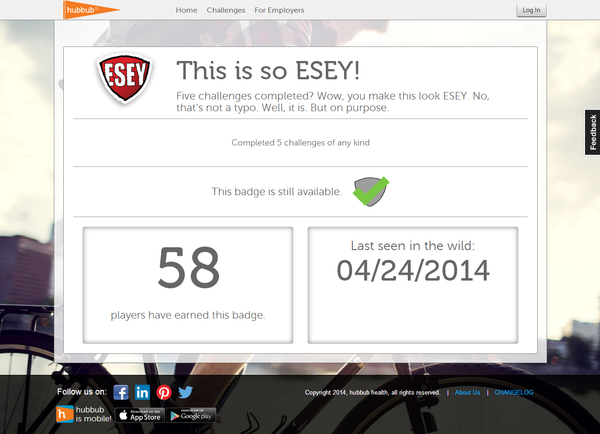 hubbub
Home Challenges For Employers Log In
ESEY
This is so ESEY!
Five challenges completed? Wow, you make this look ESEY. No,
that's not a typo. Well, it is. But on purpose.
Feedback
Completed 5 challenges of any kind
This badge is still available.
58
players have earned this badge.
Last seen in the wild:
04/24/2014
Follow us on:
Copyright 2014, hubbub health, all rights reserved. | About Us | CHANGELOG
hubbub
is mobile!
App Store
Google play